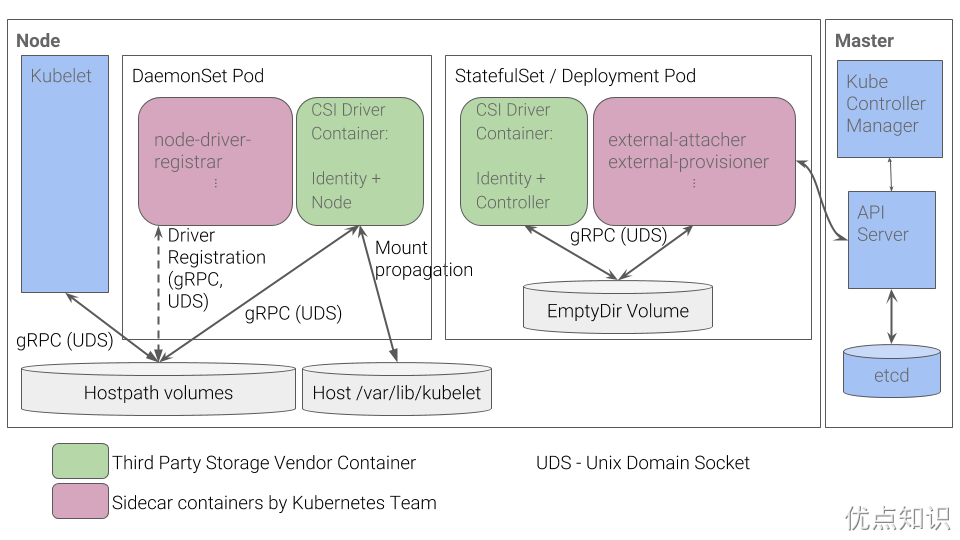 Node
Kubelet
DaemonSet Pod
node-driver-
registrar
⋮
CSI Driver
Container:
Identity +
Node
Driver
Registration
(gRPC,
UDS)
Mount
propagation
gRPC (UDS)
gRPC (UDS)
Hostpath volumes
Host /var/lib/kubelet
StatefulSet / Deployment Pod
CSI Driver
Container:
Identity +
Controller
external-attacher
external-provisioner
⋮
gRPC (UDS)
EmptyDir Volume
Master
Kube
Controller
Manager
API
Server
etcd
Third Party Storage Vendor Container
UDS - Unix Domain Socket
Sidecar containers by Kubernetes Team
优点知识